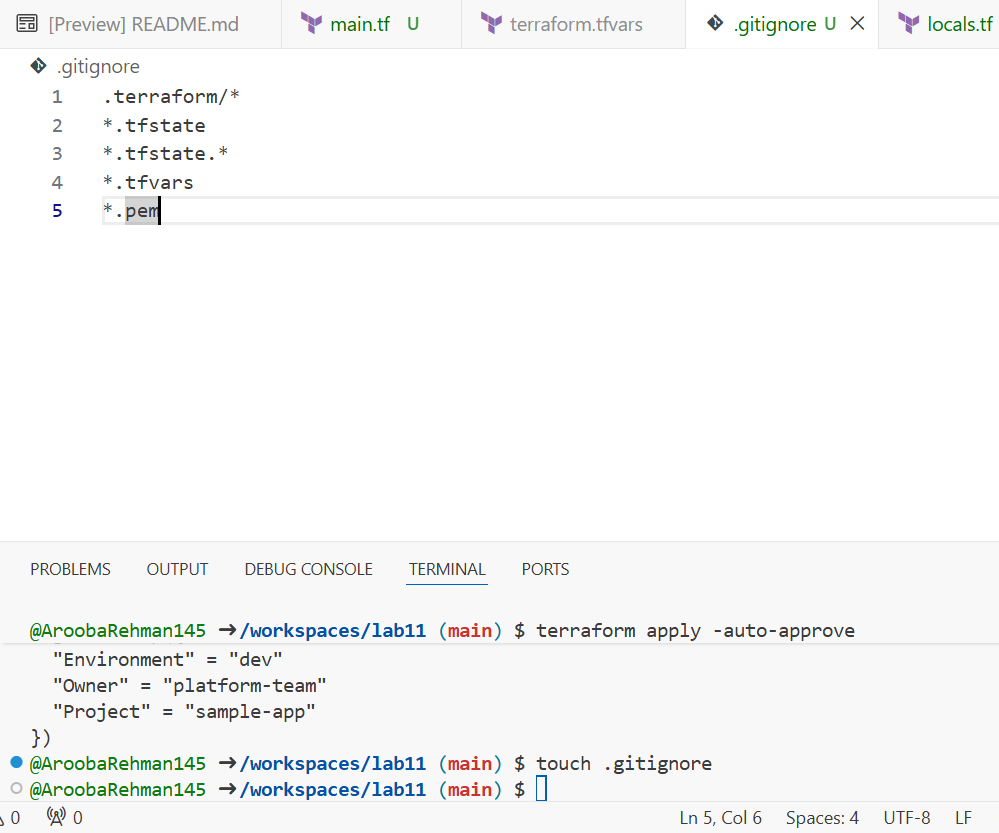 [Preview] README.md main.tf U terraform.tfvars .gitignore U locals.tf
.gitignore
1 .terraform/*
2 *.tfstate
3 *.tfstate.*
4 *.tfvars
5 *.pem
PROBLEMS OUTPUT DEBUG CONSOLE TERMINAL PORTS
@AroobaRehman145 ➜ /workspaces/lab11 (main) $ terraform apply -auto-approve
"Environment" = "dev"
"Owner" = "platform-team"
"Project" = "sample-app"
})
@AroobaRehman145 ➜ /workspaces/lab11 (main) $ touch .gitignore
@AroobaRehman145 ➜ /workspaces/lab11 (main) $
0 0 Ln 5, Col 6 Spaces: 4 UTF-8 LF